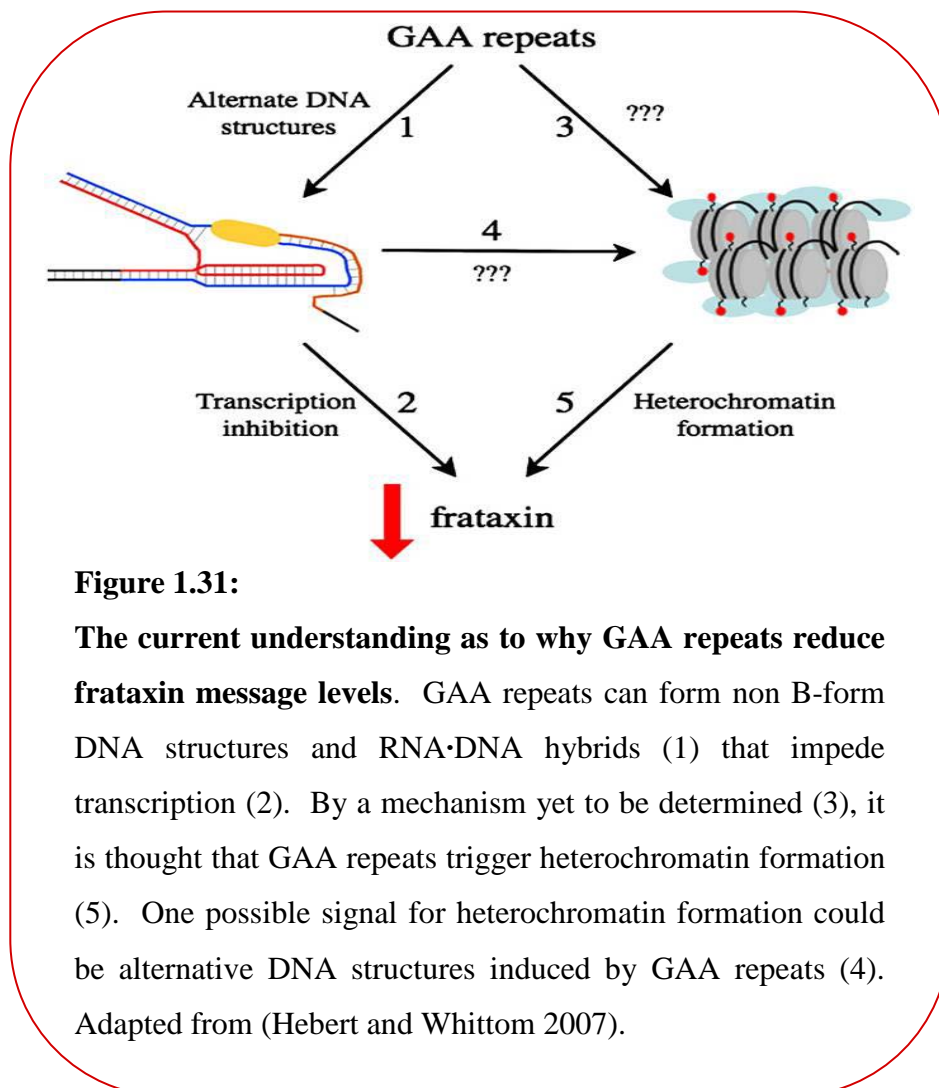 GAA repeats
Alternate DNA
structures
1
3
???
4
???
Transcription
inhibition
2
5
Heterochromatin
formation
frataxin
Figure 1.31:
The current understanding as to why GAA repeats reduce
frataxin message levels. GAA repeats can form non B-form
DNA structures and RNA·DNA hybrids (1) that impede
transcription (2). By a mechanism yet to be determined (3), it
is thought that GAA repeats trigger heterochromatin formation
(5). One possible signal for heterochromatin formation could
be alternative DNA structures induced by GAA repeats (4).
Adapted from (Hebert and Whittom 2007).